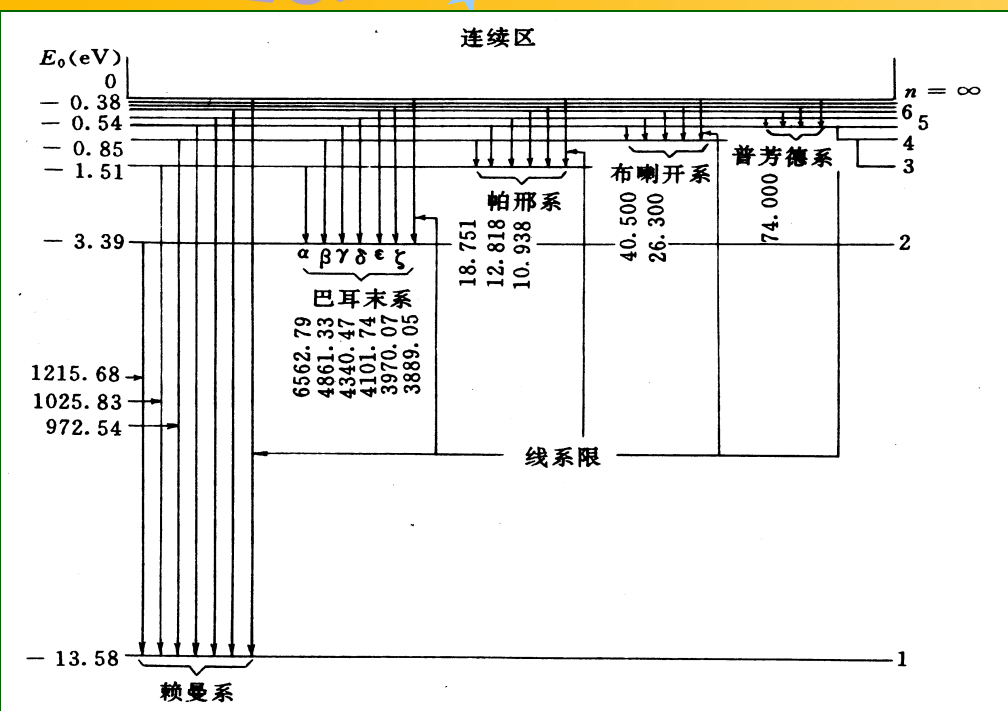 连续区
E₀(eV)
0
n = ∞
— 0.38
6
— 0.54
5
— 0.85
4
— 1.51
3
普芳德系
布喇开系
帕邢系
74.000
40.500
26.300
18.751
12.818
10.938
— 3.39
2
α β γ δ ε ζ
巴耳末系
6562.79
4861.33
4340.47
4101.74
3970.07
3889.05
1215.68
1025.83
972.54
线系限
— 13.58
1
赖曼系